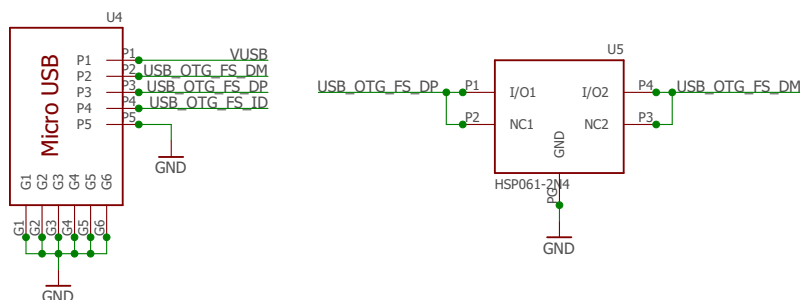 U4
Micro USB
P1 P1 VUSB
P2 P2 USB_OTG_FS_DM
P3 P3 USB_OTG_FS_DP
P4 P4 USB_OTG_FS_ID
P5 P5
GND
G1 G2 G3 G4 G5 G6
G1 G2 G3 G4 G5 G6
GND
U5
USB_OTG_FS_DP P1 I/O1 I/O2 P4 USB_OTG_FS_DM
P2 NC1 NC2 P3
GND
HSP061-2N4
PG
GND